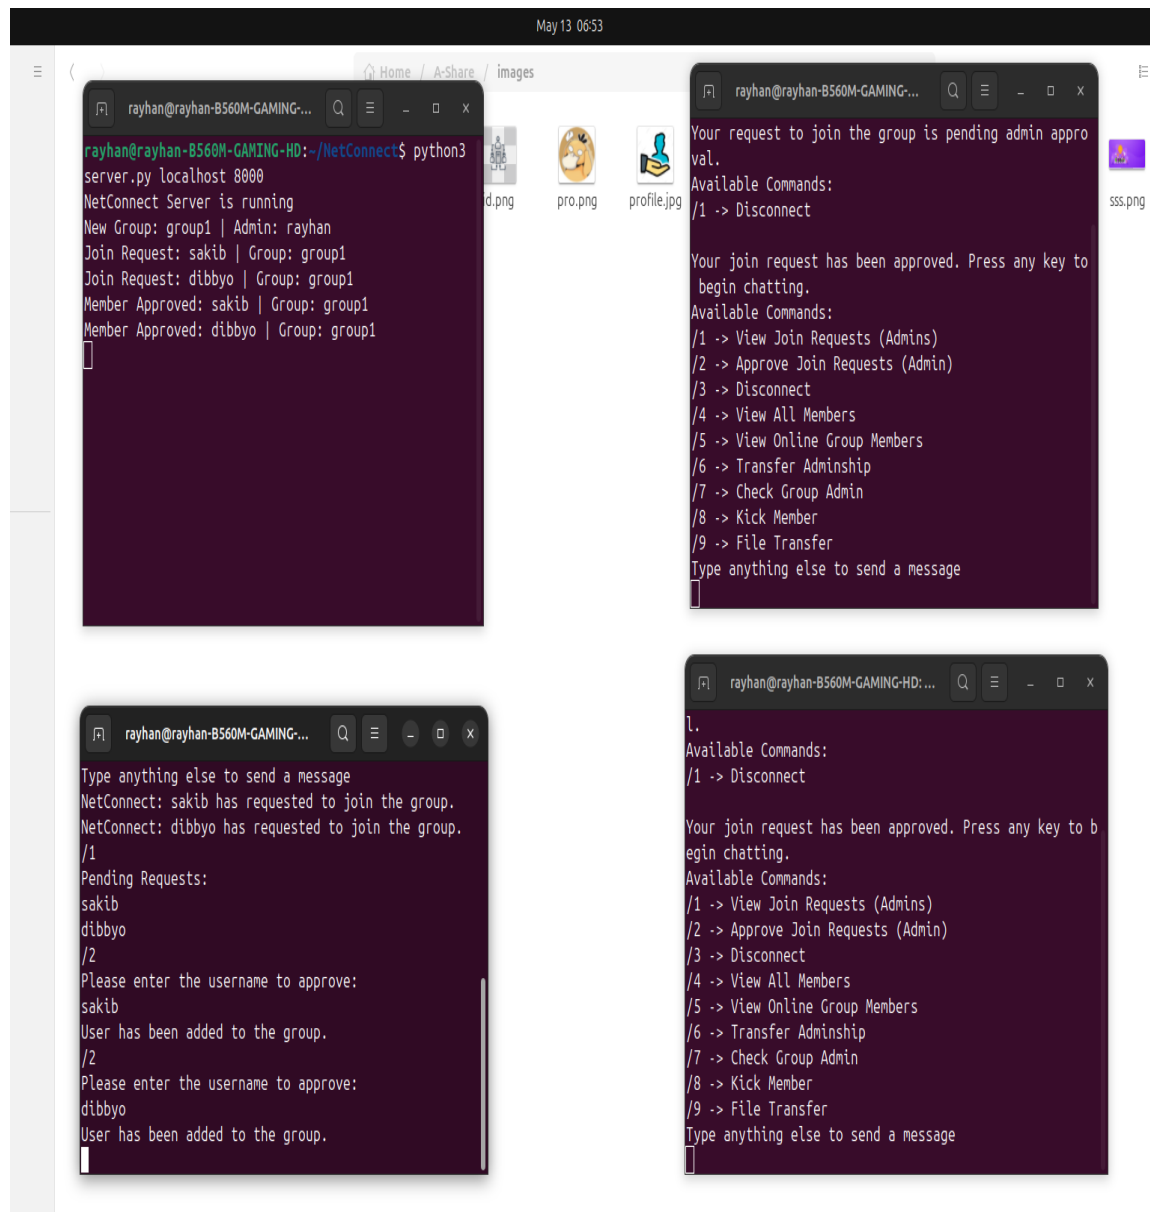 May 13 06:53
Home / A-Share / images
rayhan@rayhan-B560M-GAMING-...
rayhan@rayhan-B560M-GAMING-HD:~/NetConnect$ python3
server.py localhost 8000
NetConnect Server is running
New Group: group1 | Admin: rayhan
Join Request: sakib | Group: group1
Join Request: dibbyo | Group: group1
Member Approved: sakib | Group: group1
Member Approved: dibbyo | Group: group1
id.png
pro.png
profile.jpg
sss.png
rayhan@rayhan-B560M-GAMING-...
Your request to join the group is pending admin appro
val.
Available Commands:
/1 -> Disconnect
Your join request has been approved. Press any key to
begin chatting.
Available Commands:
/1 -> View Join Requests (Admins)
/2 -> Approve Join Requests (Admin)
/3 -> Disconnect
/4 -> View All Members
/5 -> View Online Group Members
/6 -> Transfer Adminship
/7 -> Check Group Admin
/8 -> Kick Member
/9 -> File Transfer
Type anything else to send a message
rayhan@rayhan-B560M-GAMING-...
Type anything else to send a message
NetConnect: sakib has requested to join the group.
NetConnect: dibbyo has requested to join the group.
/1
Pending Requests:
sakib
dibbyo
/2
Please enter the username to approve:
sakib
User has been added to the group.
/2
Please enter the username to approve:
dibbyo
User has been added to the group.
rayhan@rayhan-B560M-GAMING-HD: ...
l.
Available Commands:
/1 -> Disconnect
Your join request has been approved. Press any key to b
egin chatting.
Available Commands:
/1 -> View Join Requests (Admins)
/2 -> Approve Join Requests (Admin)
/3 -> Disconnect
/4 -> View All Members
/5 -> View Online Group Members
/6 -> Transfer Adminship
/7 -> Check Group Admin
/8 -> Kick Member
/9 -> File Transfer
Type anything else to send a message